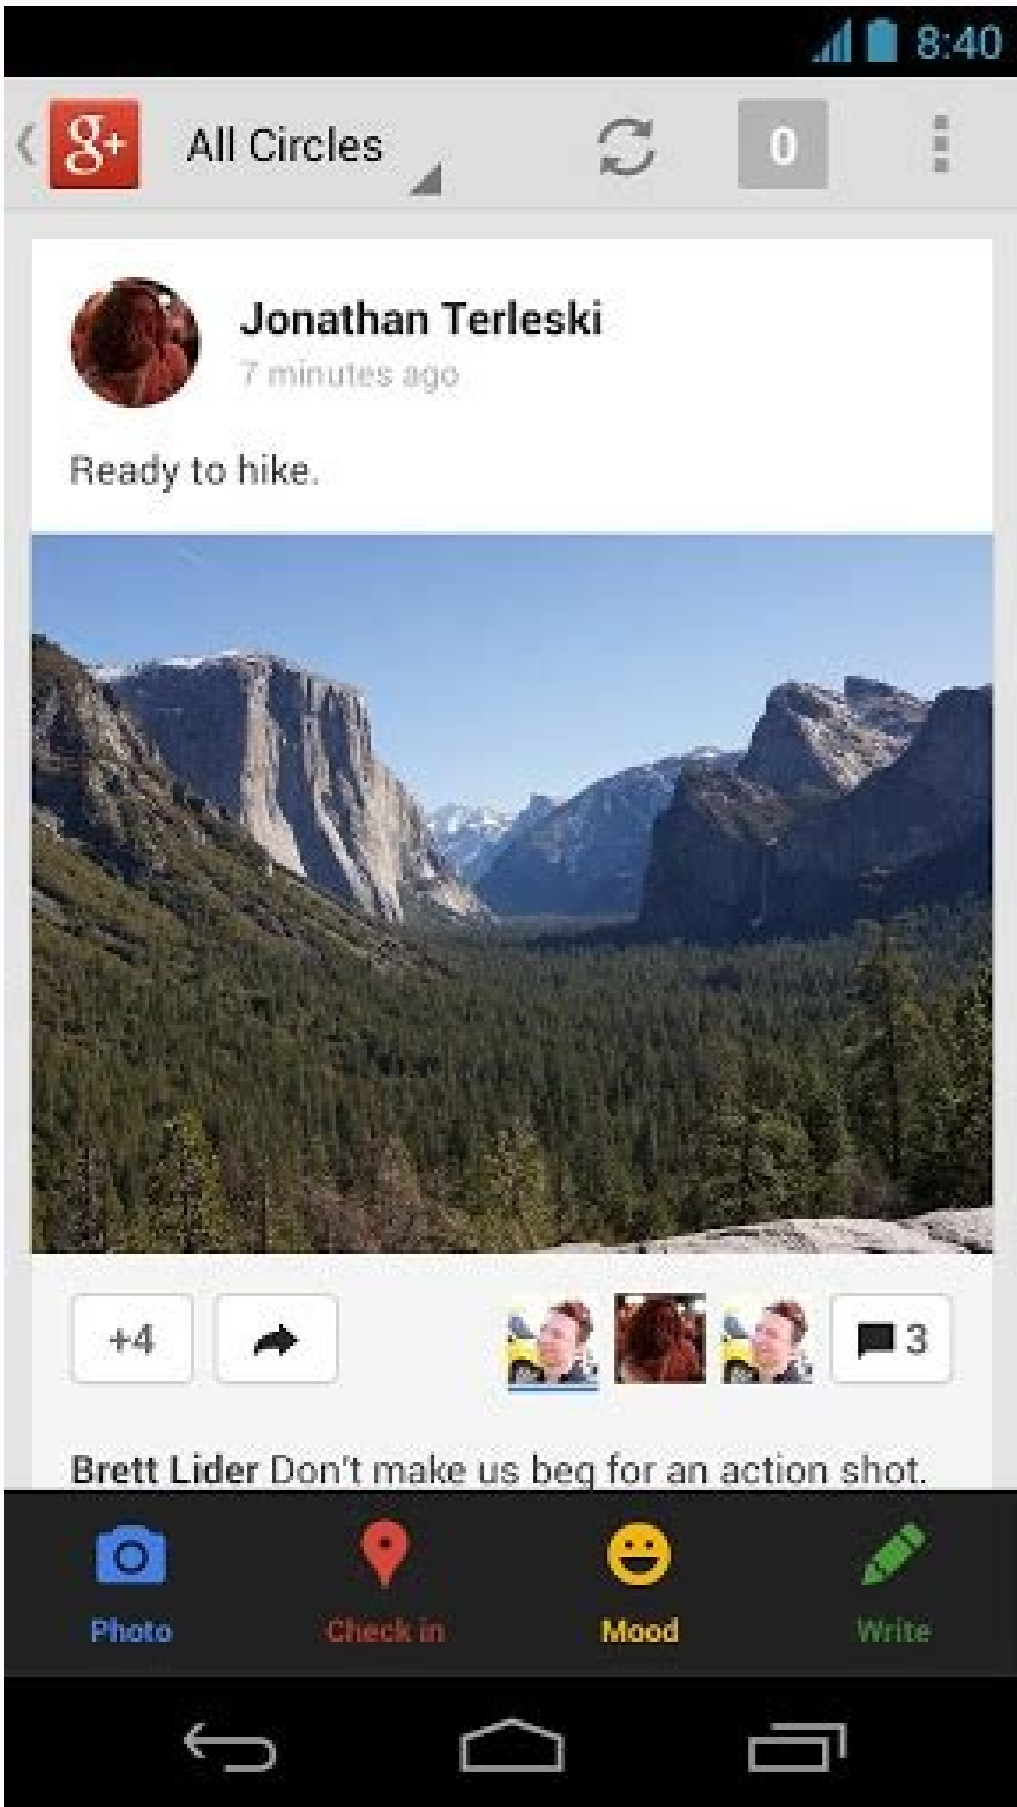 8:40
g+ All Circles 0
Jonathan Terleski
7 minutes ago
Ready to hike.
+4 3
Brett Lider Don't make us beg for an action shot.
Photo Check in Mood Write